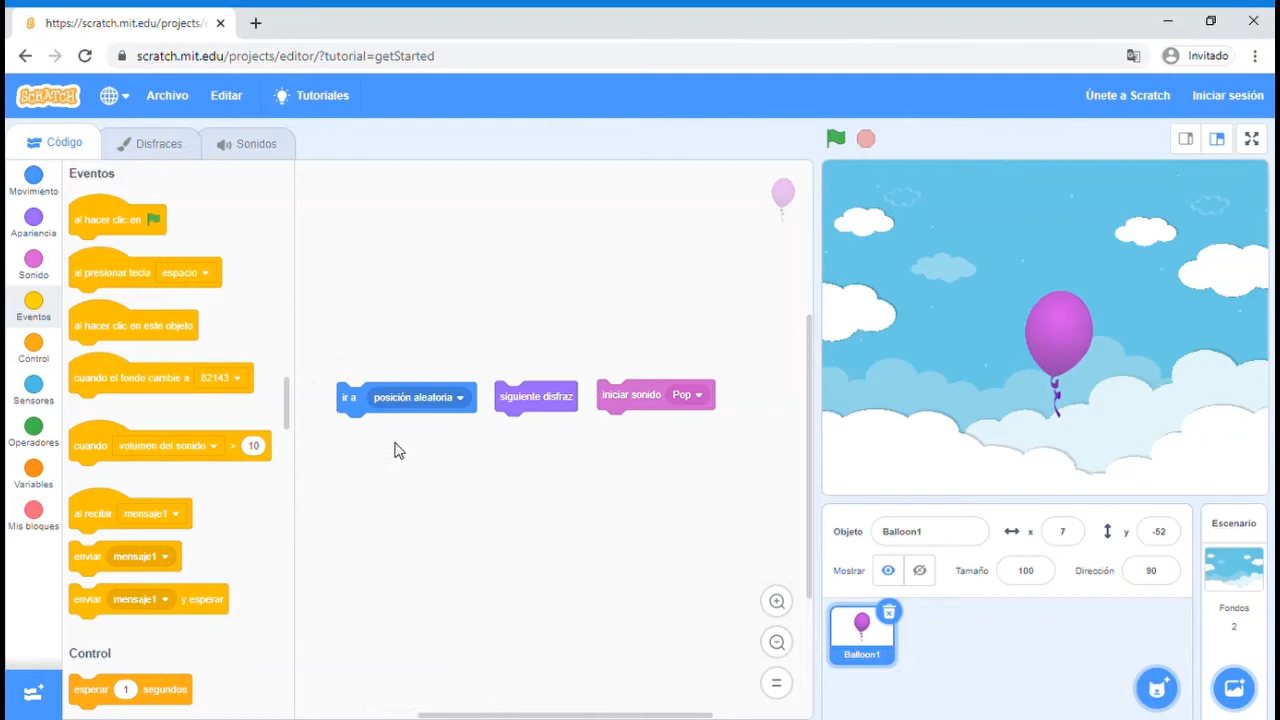 https://scratch.mit.edu/projects/
scratch.mit.edu/projects/editor/?tutorial=getStarted
Invitado
SCRATCH
Archivo
Editar
Tutoriales
Únete a Scratch
Iniciar sesión
Código
Disfraces
Sonidos
Movimiento
Apariencia
Sonido
Eventos
Control
Sensores
Operadores
Variables
Mis bloques
Eventos
al hacer clic en
al presionar tecla espacio
al hacer clic en este objeto
cuando el fondo cambie a 82143
cuando volumen del sonido > 10
al recibir mensaje1
enviar mensaje1
enviar mensaje1 y esperar
Control
esperar 1 segundos
ir a posición aleatoria
siguiente disfraz
iniciar sonido Pop
Objeto Balloon1 x 7 y -52
Mostrar Tamaño 100 Dirección 90
Balloon1
Escenario
Fondos
2